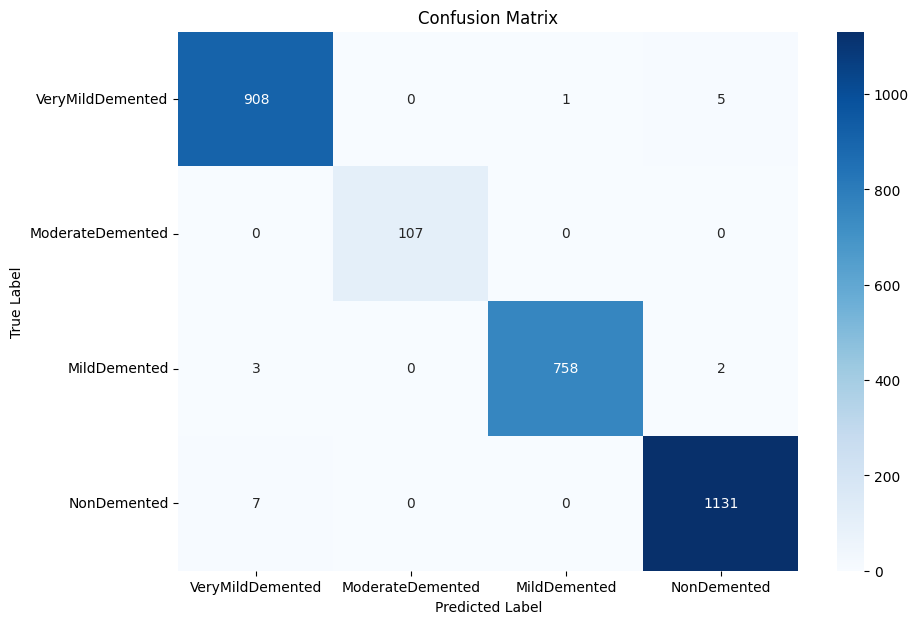 Confusion Matrix
True Label
VeryMildDemented 908 0 1 5
ModerateDemented 0 107 0 0
MildDemented 3 0 758 2
NonDemented 7 0 0 1131
VeryMildDemented ModerateDemented MildDemented NonDemented
Predicted Label
1000
800
600
400
200
0